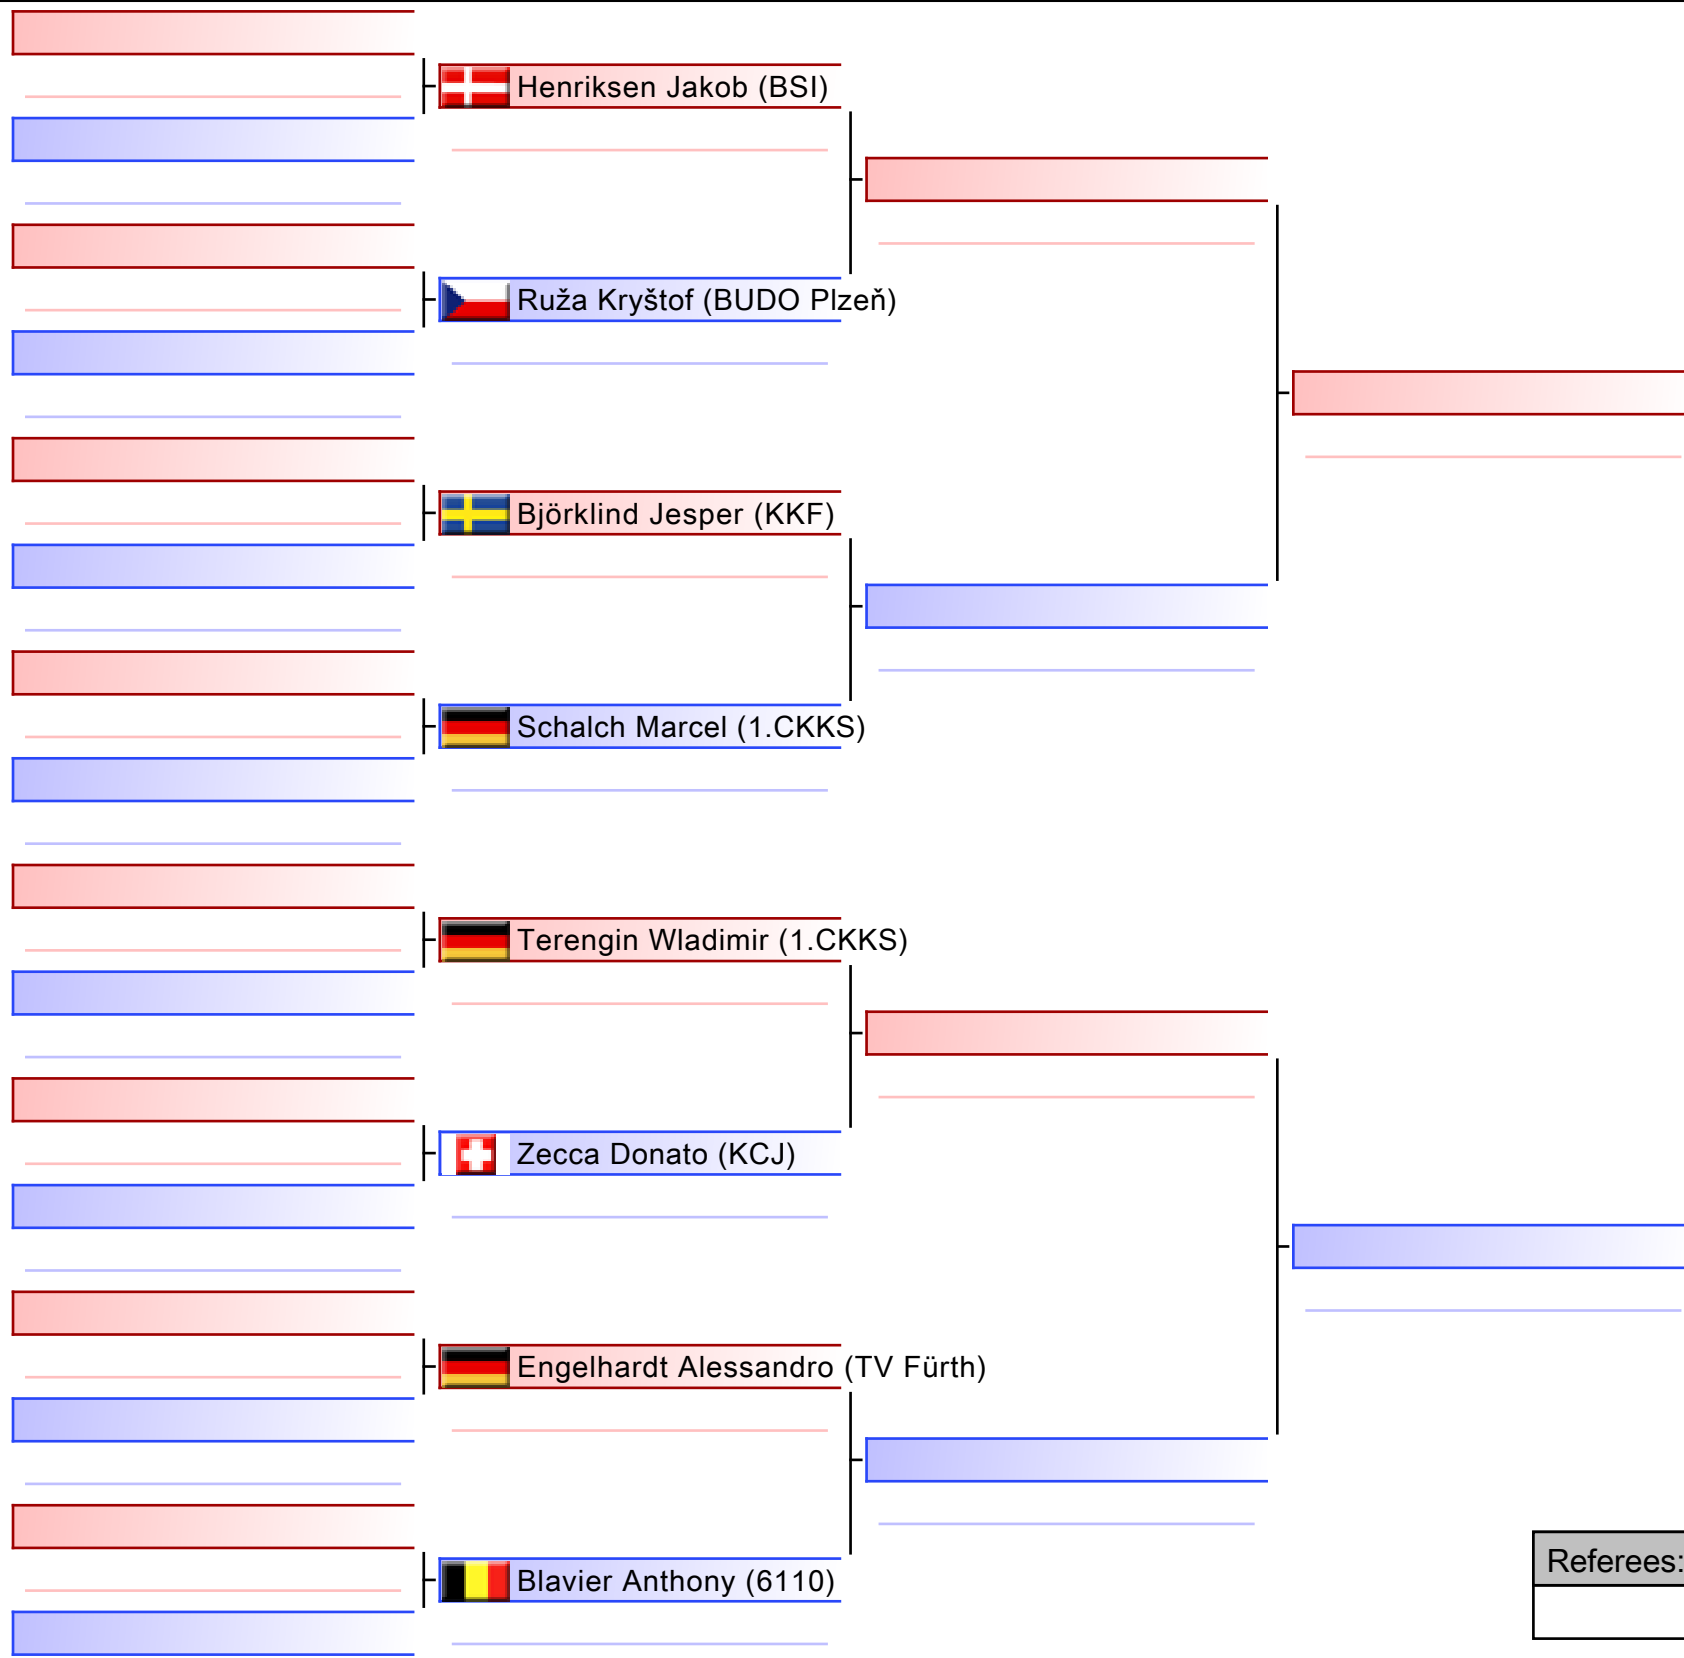 Henriksen Jakob (BSI)
Ruža Kryštof (BUDO Plzeň)
Björklind Jesper (KKF)
Schalch Marcel (1.CKKS)
Terengin Wladimir (1.CKKS)
Zecca Donato (KCJ)
Engelhardt Alessandro (TV Fürth)
Blavier Anthony (6110)
Referees: